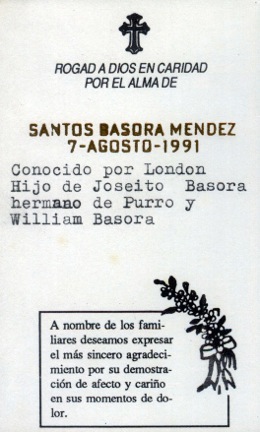 ROGAD A DIOS EN CARIDAD
POR EL ALMA DE
SANTOS BASORA MENDEZ
7-AGOSTO-1991
Conocido por London
Hijo de Joseito Basora
hermano de Purro y
William Basora
A nombre de los fami-
liares deseamos expresar
el más sincero agradeci-
miento por su demostra-
ción de afecto y cariño
en sus momentos de do-
lor.